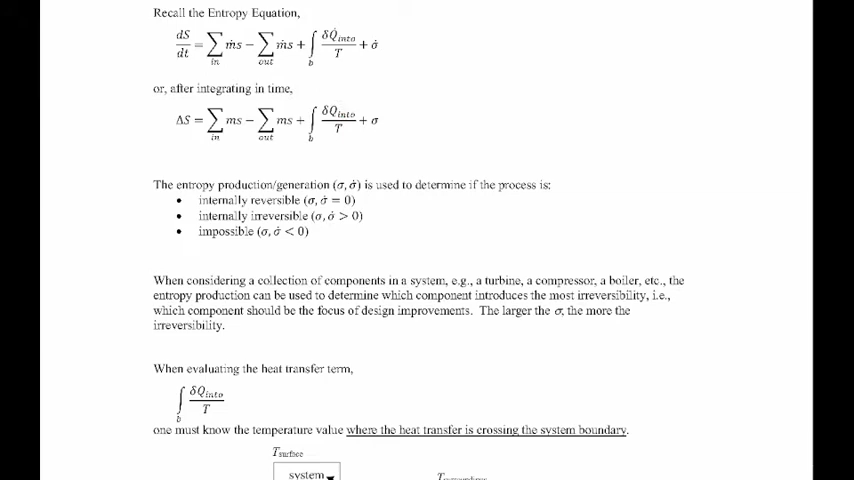 Recall the Entropy Equation,
dS/dt = ∑in ṁs − ∑out ṁs + ∫b δQ̇into/T + σ̇
or, after integrating in time,
ΔS = ∑in ms − ∑out ms + ∫b δQinto/T + σ
The entropy production/generation (σ, σ̇) is used to determine if the process is:
• internally reversible (σ, σ̇ = 0)
• internally irreversible (σ, σ̇ > 0)
• impossible (σ, σ̇ < 0)
When considering a collection of components in a system, e.g., a turbine, a compressor, a boiler, etc., the
entropy production can be used to determine which component introduces the most irreversibility, i.e.,
which component should be the focus of design improvements. The larger the σ, the more the
irreversibility.
When evaluating the heat transfer term,
∫b δQinto/T
one must know the temperature value where the heat transfer is crossing the system boundary.
Tsurface
system